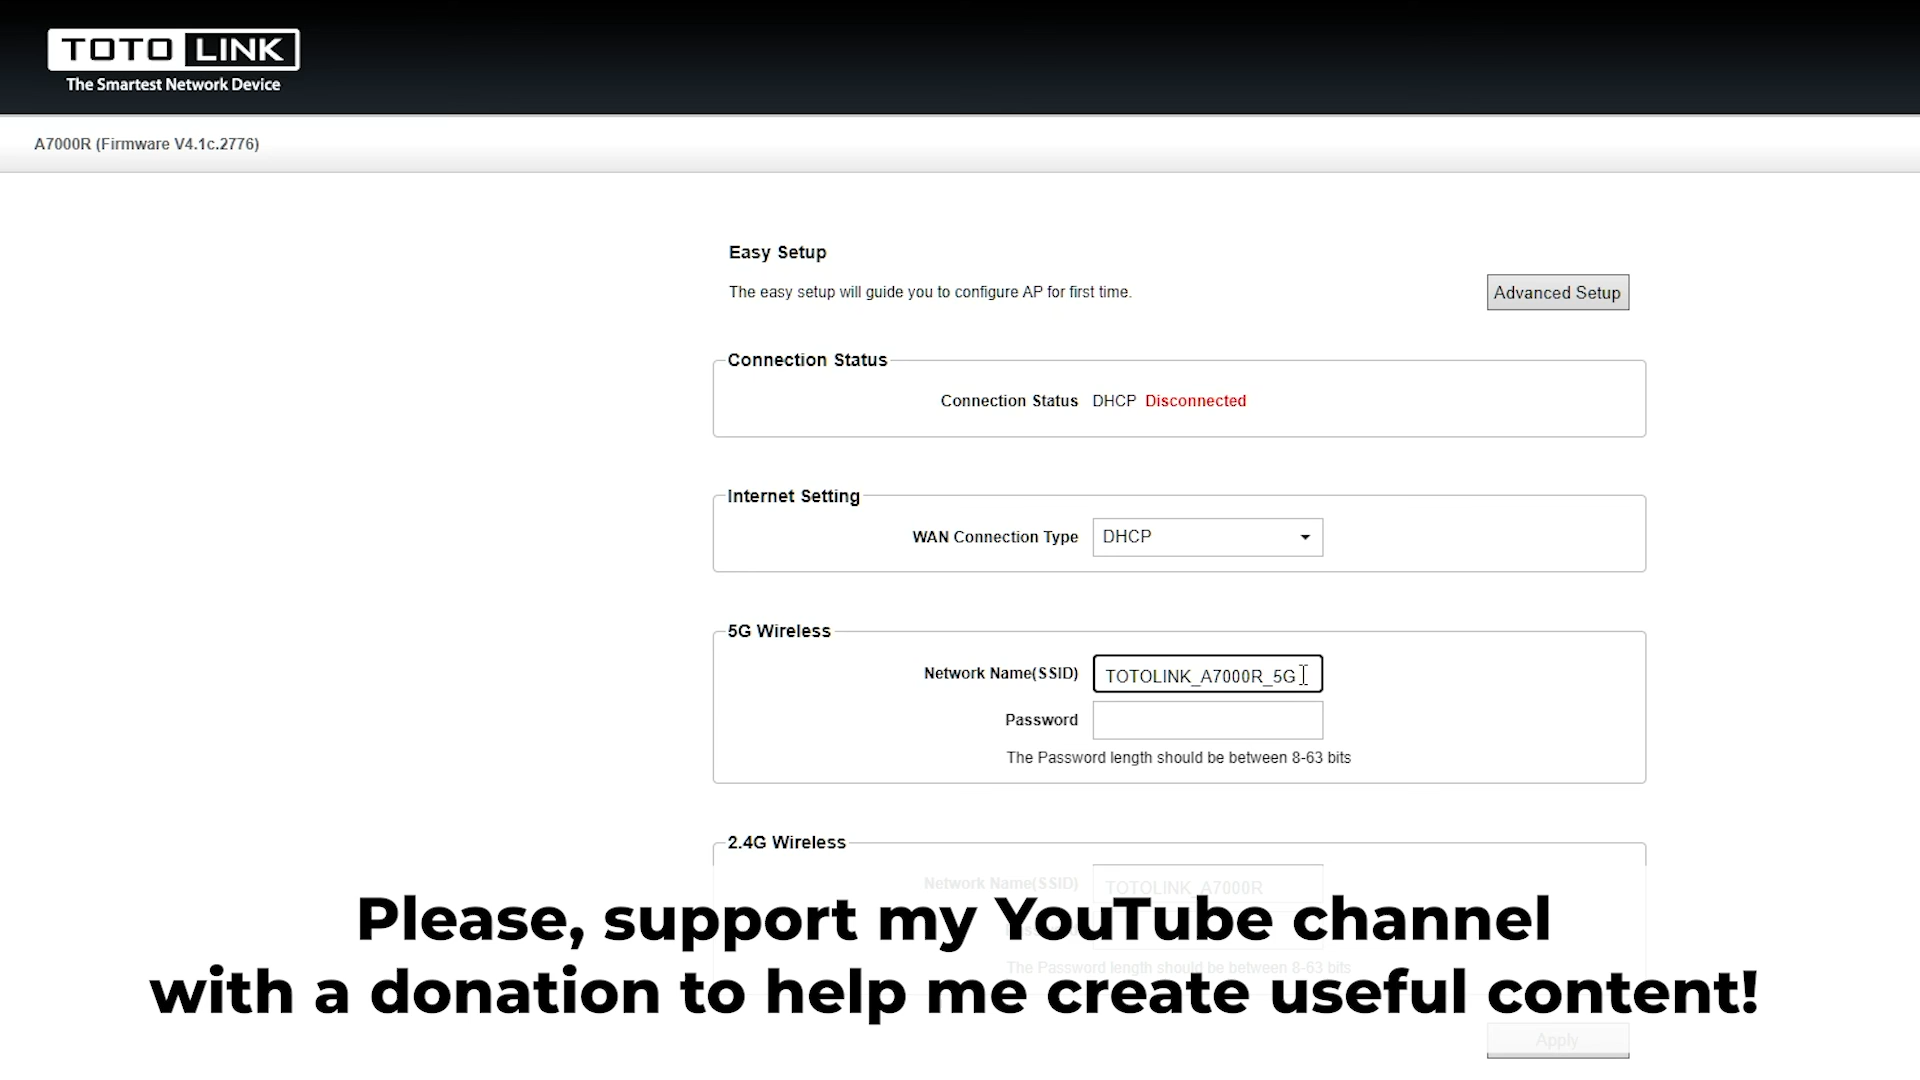 TOTO LINK
The Smartest Network Device
A7000R (Firmware V4.1c.2776)
Easy Setup
The easy setup will guide you to configure AP for first time.
Advanced Setup
Connection Status
Connection Status DHCP Disconnected
Internet Setting
WAN Connection Type DHCP
5G Wireless
Network Name(SSID) TOTOLINK_A7000R_5G
Password
The Password length should be between 8-63 bits
2.4G Wireless
Network Name(SSID) TOTOLINK_A7000R
Please, support my YouTube channel
The Password length should be between 8-63 bits
with a donation to help me create useful content!
Apply